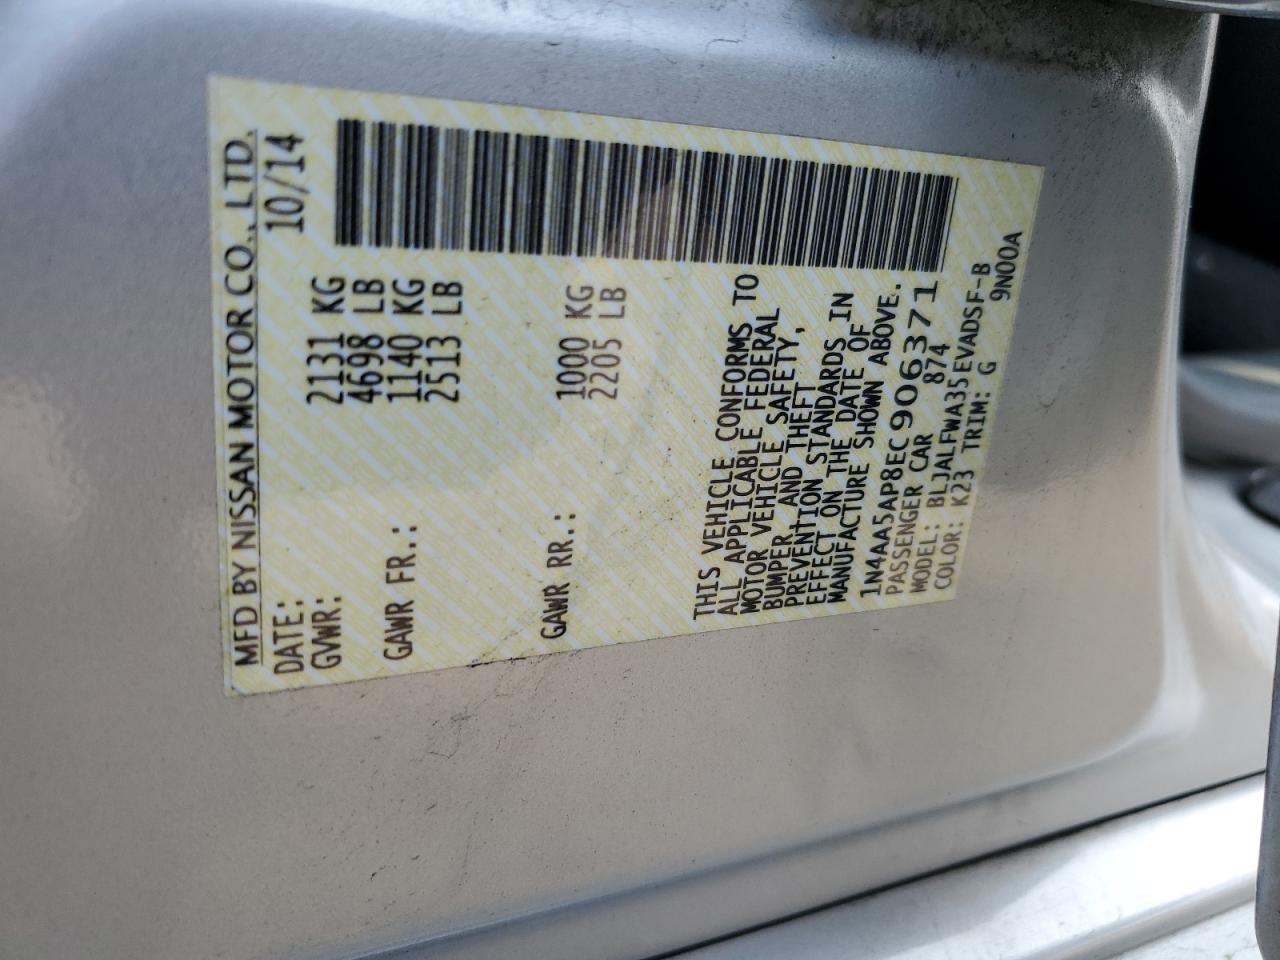 MFD BY NISSAN MOTOR CO., LTD.
DATE: 10/14
GVWR: 2131 KG
4698 LB
GAWR FR.: 1140 KG
2513 LB
GAWR RR.: 1000 KG
2205 LB
THIS VEHICLE CONFORMS TO
ALL APPLICABLE FEDERAL
MOTOR VEHICLE SAFETY,
BUMPER AND THEFT
PREVENTION STANDARDS IN
EFFECT ON THE DATE OF
MANUFACTURE SHOWN ABOVE.
1N4AA5AP8EC906371
PASSENGER CAR 874
MODEL: BLJALFWA35EVADSF-B
COLOR: K23 TRIM: G 9N00A